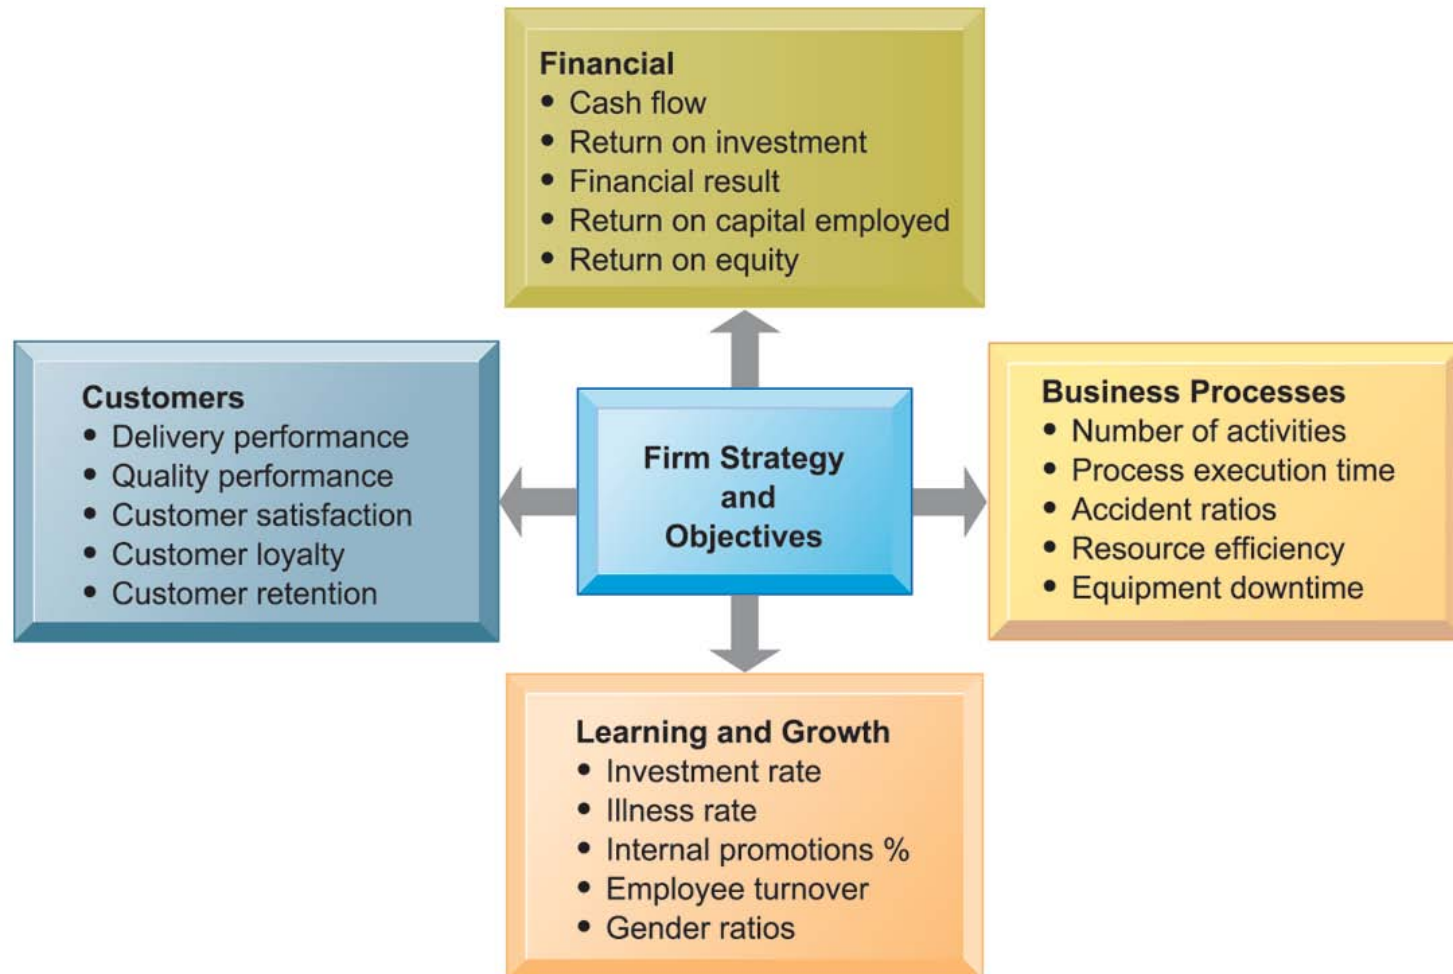 Financial
• Cash flow
• Return on investment
• Financial result
• Return on capital employed
• Return on equity
Customers
• Delivery performance
• Quality performance
• Customer satisfaction
• Customer loyalty
• Customer retention
Firm Strategy
and
Objectives
Business Processes
• Number of activities
• Process execution time
• Accident ratios
• Resource efficiency
• Equipment downtime
Learning and Growth
• Investment rate
• Illness rate
• Internal promotions %
• Employee turnover
• Gender ratios